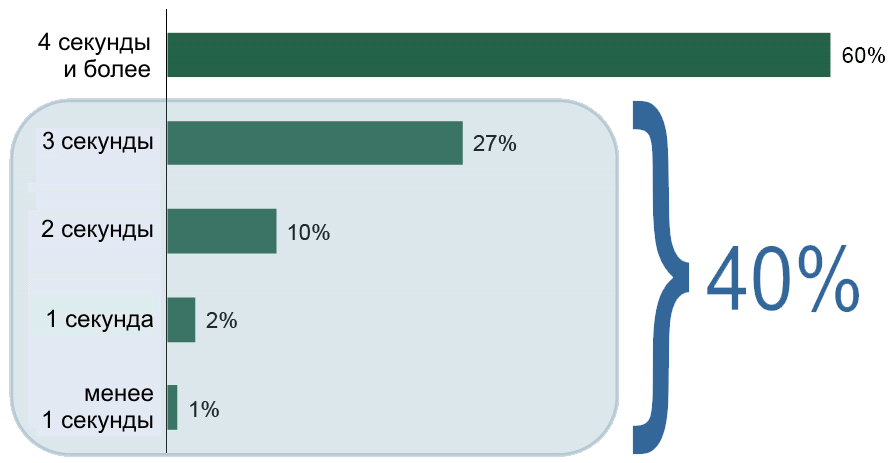 4 секунды
и более
60%
3 секунды
27%
2 секунды
10%
40%
1 секунда
2%
менее
1 секунды
1%